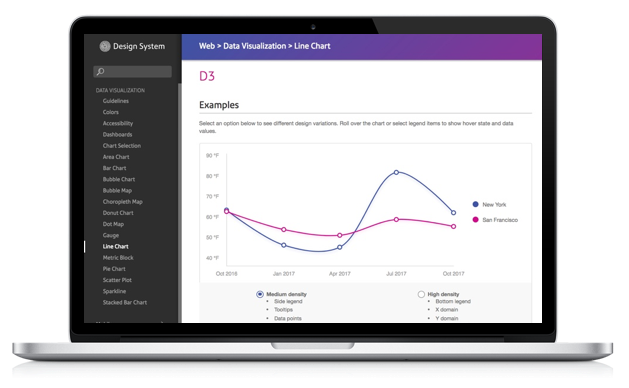 Design System
Web > Data Visualization > Line Chart
D3
DATA VISUALIZATION
Guidelines
Colors
Accessibility
Dashboards
Chart Selection
Area Chart
Bar Chart
Bubble Chart
Bubble Map
Choropleth Map
Donut Chart
Dot Map
Gauge
Line Chart
Metric Block
Pie Chart
Scatter Plot
Sparkline
Stacked Bar Chart
Examples
Select an option below to see different design variations. Roll over the chart or select legend items to show hover state and data
values.
80 °F
70 °F
60 °F
50 °F
40 °F
Oct 2016
Jan 2017
Apr 2017
Jul 2017
Oct 2017
New York
San Francisco
Medium density
• Side legend
• Tooltips
• Data points
High density
• Bottom legend
• X domain
• Y domain